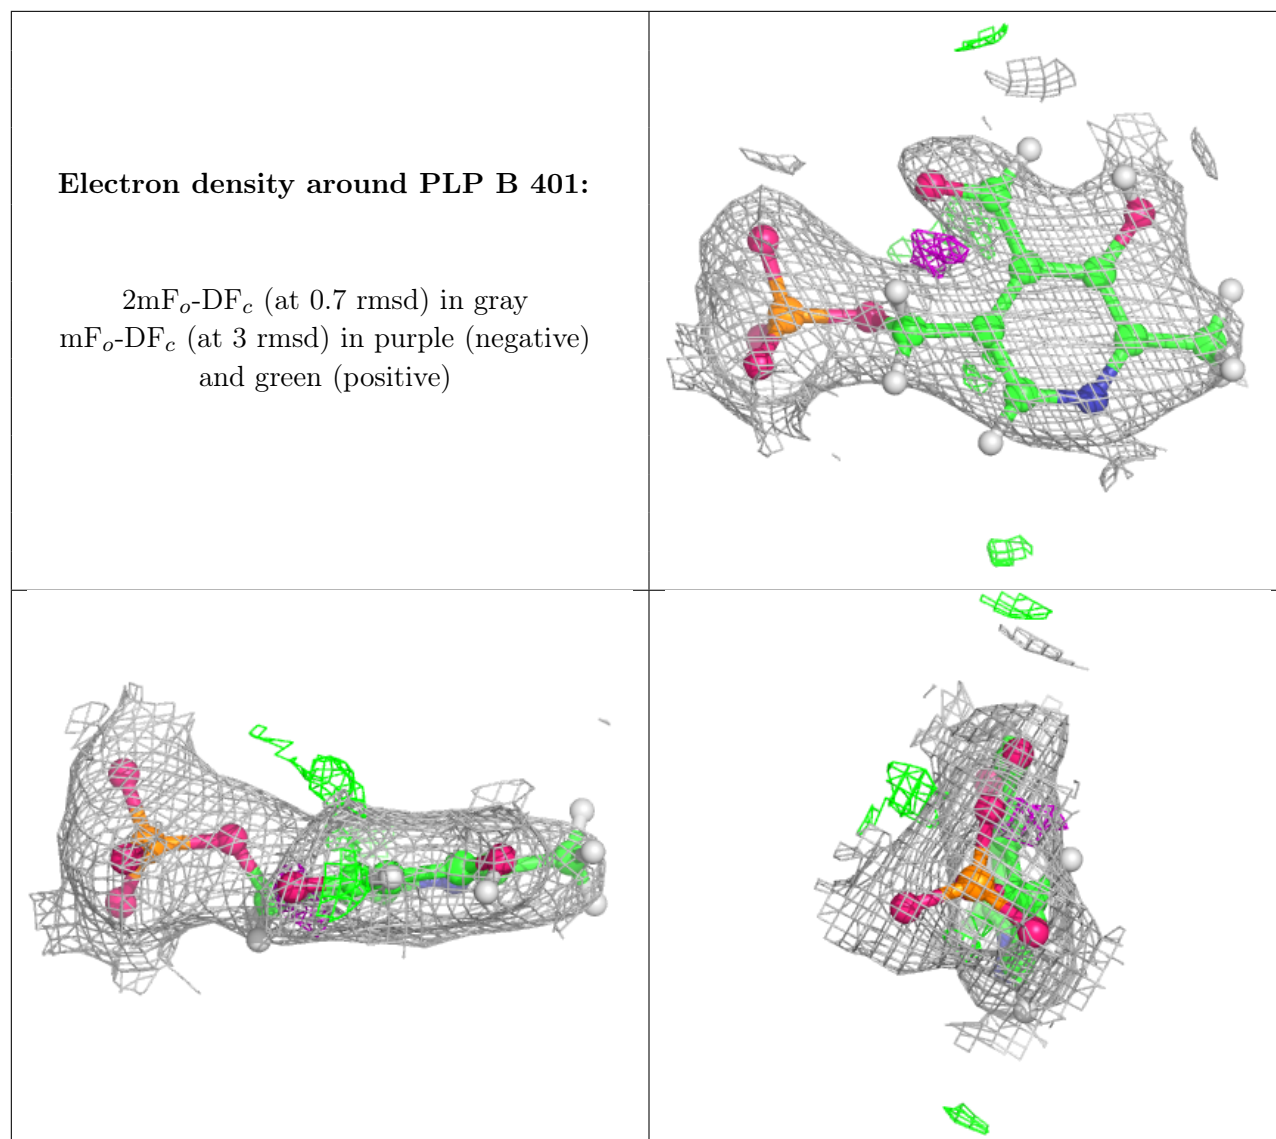 Electron density around PLP B 401:
2mFo-DFc (at 0.7 rmsd) in gray
mFo-DFc (at 3 rmsd) in purple (negative)
and green (positive)